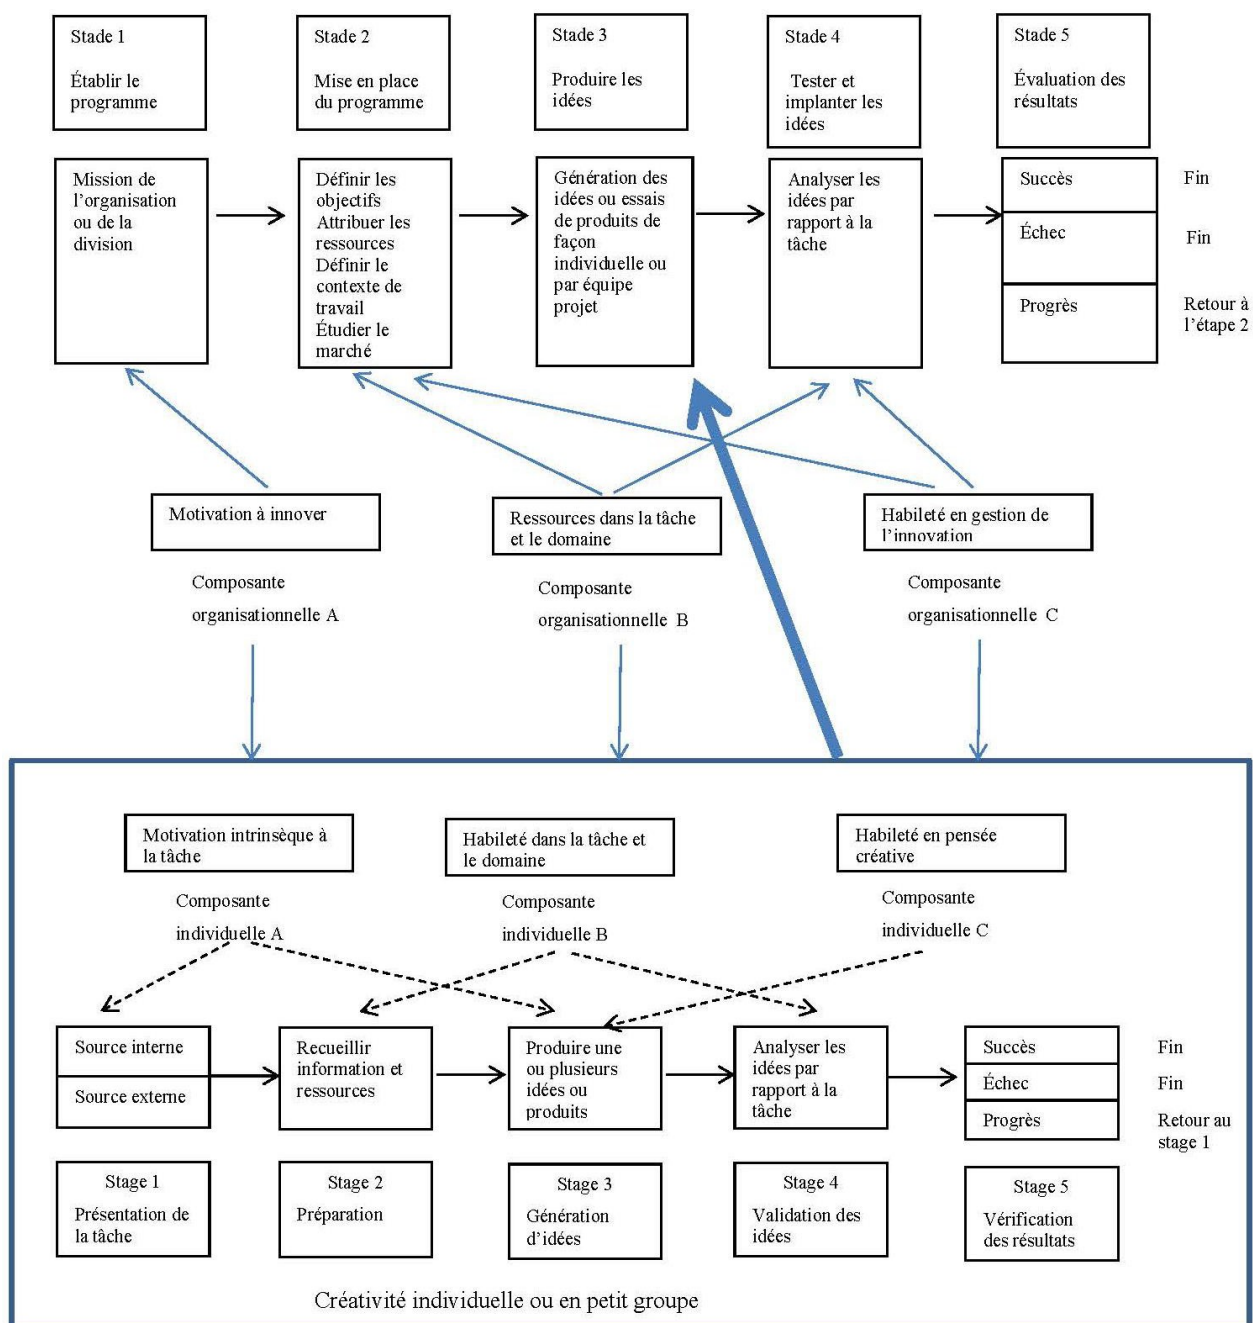 Stade 1
Établir le
programme
Stade 2
Mise en place
du programme
Stade 3
Produire les
idées
Stade 4
Tester et
implanter les
idées
Stade 5
Évaluation des
résultats
Mission de
l’organisation
ou de la
division
Définir les
objectifs
Attribuer les
ressources
Définir le
contexte de
travail
Étudier le
marché
Génération des
idées ou essais
de produits de
façon
individuelle ou
par équipe
projet
Analyser les
idées par
rapport à la
tâche
Succès
Fin
Échec
Fin
Progrès
Retour à
l’étape 2
Motivation à innover
Ressources dans la tâche
et le domaine
Habileté en gestion de
l’innovation
Composante
organisationnelle A
Composante
organisationnelle B
Composante
organisationnelle C
Motivation intrinsèque à
la tâche
Habileté dans la tâche et
le domaine
Habileté en pensée
créative
Composante
individuelle A
Composante
individuelle B
Composante
individuelle C
Source interne
Source externe
Recueillir
information et
ressources
Produire une
ou plusieurs
idées ou
produits
Analyser les
idées par
rapport à la
tâche
Succès
Fin
Échec
Fin
Progrès
Retour au
stage 1
Stage 1
Présentation de
la tâche
Stage 2
Préparation
Stage 3
Génération
d’idées
Stage 4
Validation des
idées
Stage 5
Vérification
des résultats
Créativité individuelle ou en petit groupe